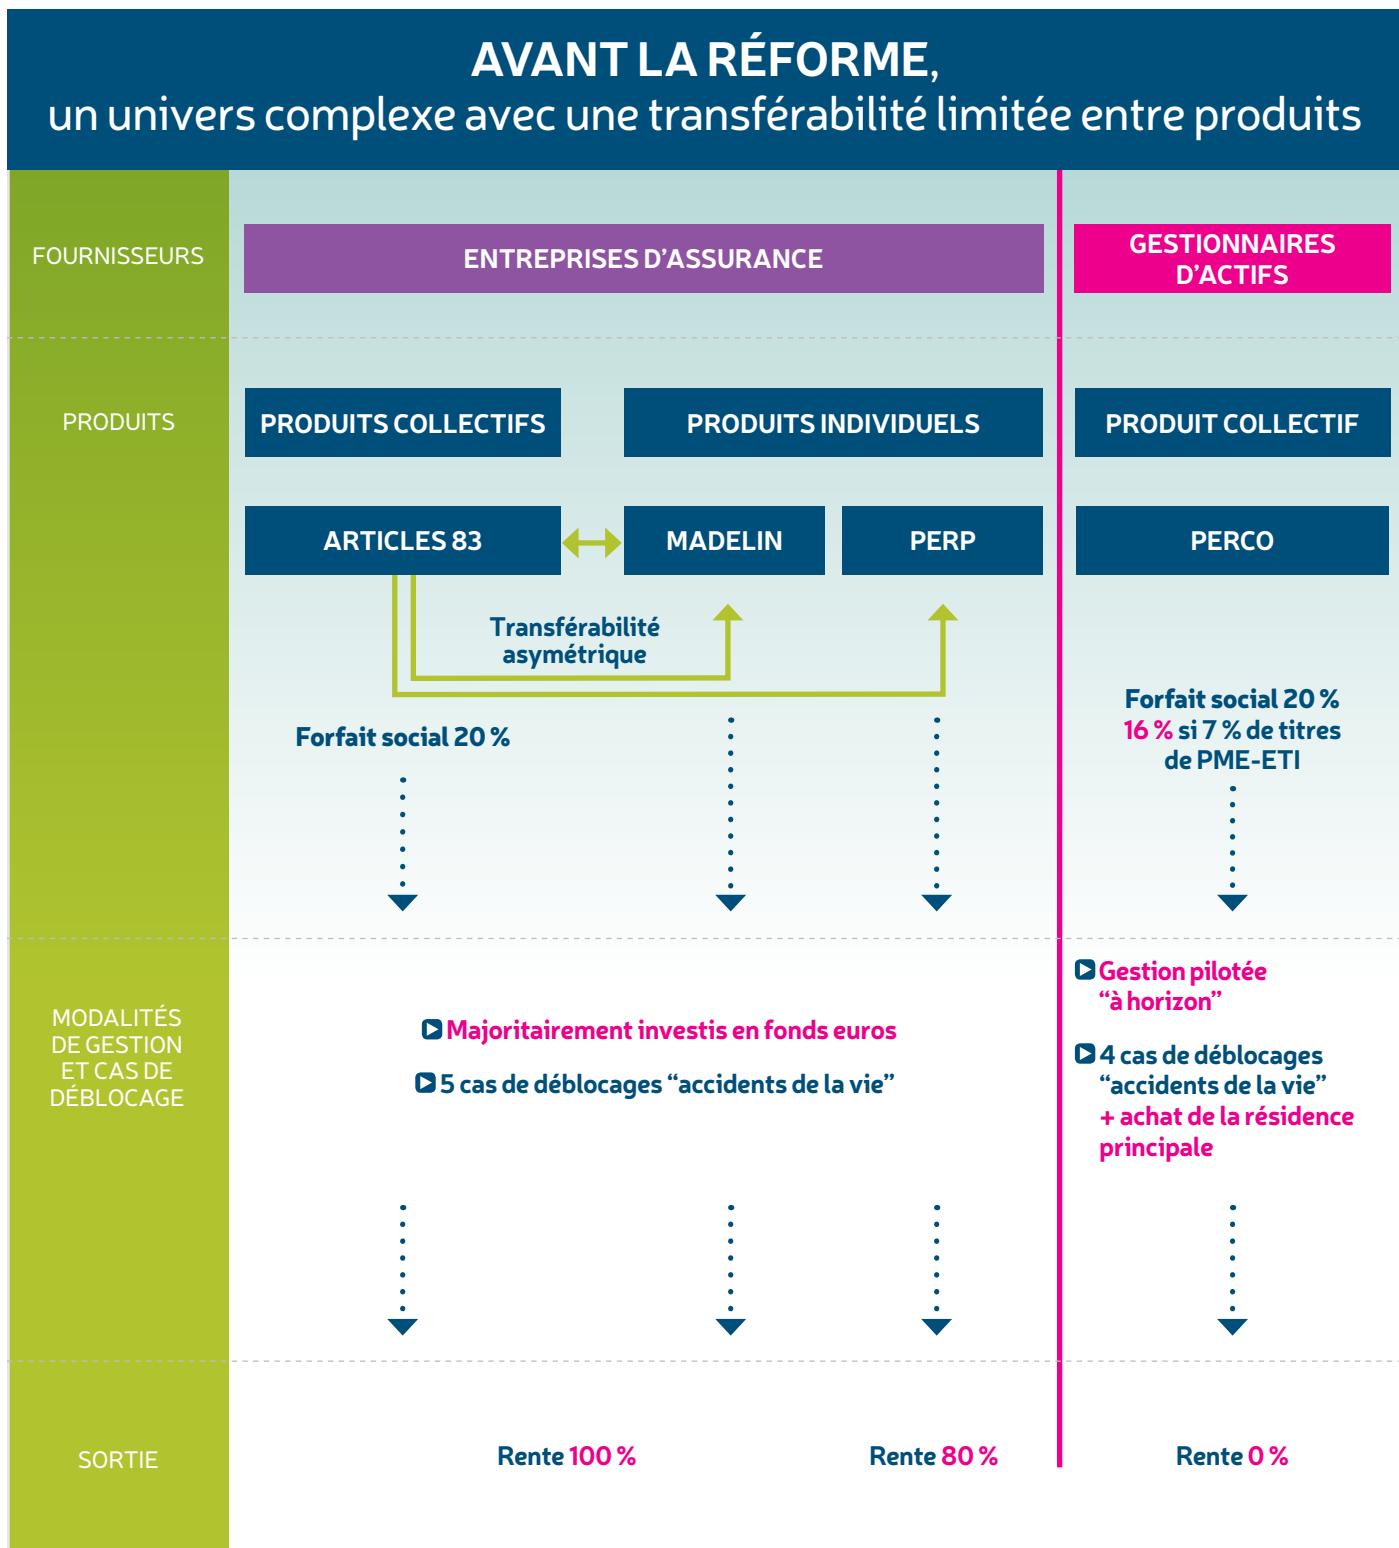 AVANT LA RÉFORME,
un univers complexe avec une transférabilité limitée entre produits
FOURNISSEURS
ENTREPRISES D’ASSURANCE
GESTIONNAIRES
D’ACTIFS
PRODUITS
PRODUITS COLLECTIFS
PRODUITS INDIVIDUELS
PRODUIT COLLECTIF
ARTICLES 83
MADELIN
PERP
PERCO
Transférabilité
asymétrique
Forfait social 20 %
Forfait social 20 %
16 % si 7 % de titres
de PME-ETI
MODALITÉS
DE GESTION
ET CAS DE
DÉBLOCAGE
Majoritairement investis en fonds euros
5 cas de déblocages “accidents de la vie”
Gestion pilotée
“à horizon”
4 cas de déblocages
“accidents de la vie”
+ achat de la résidence
principale
SORTIE
Rente 100 %
Rente 80 %
Rente 0 %